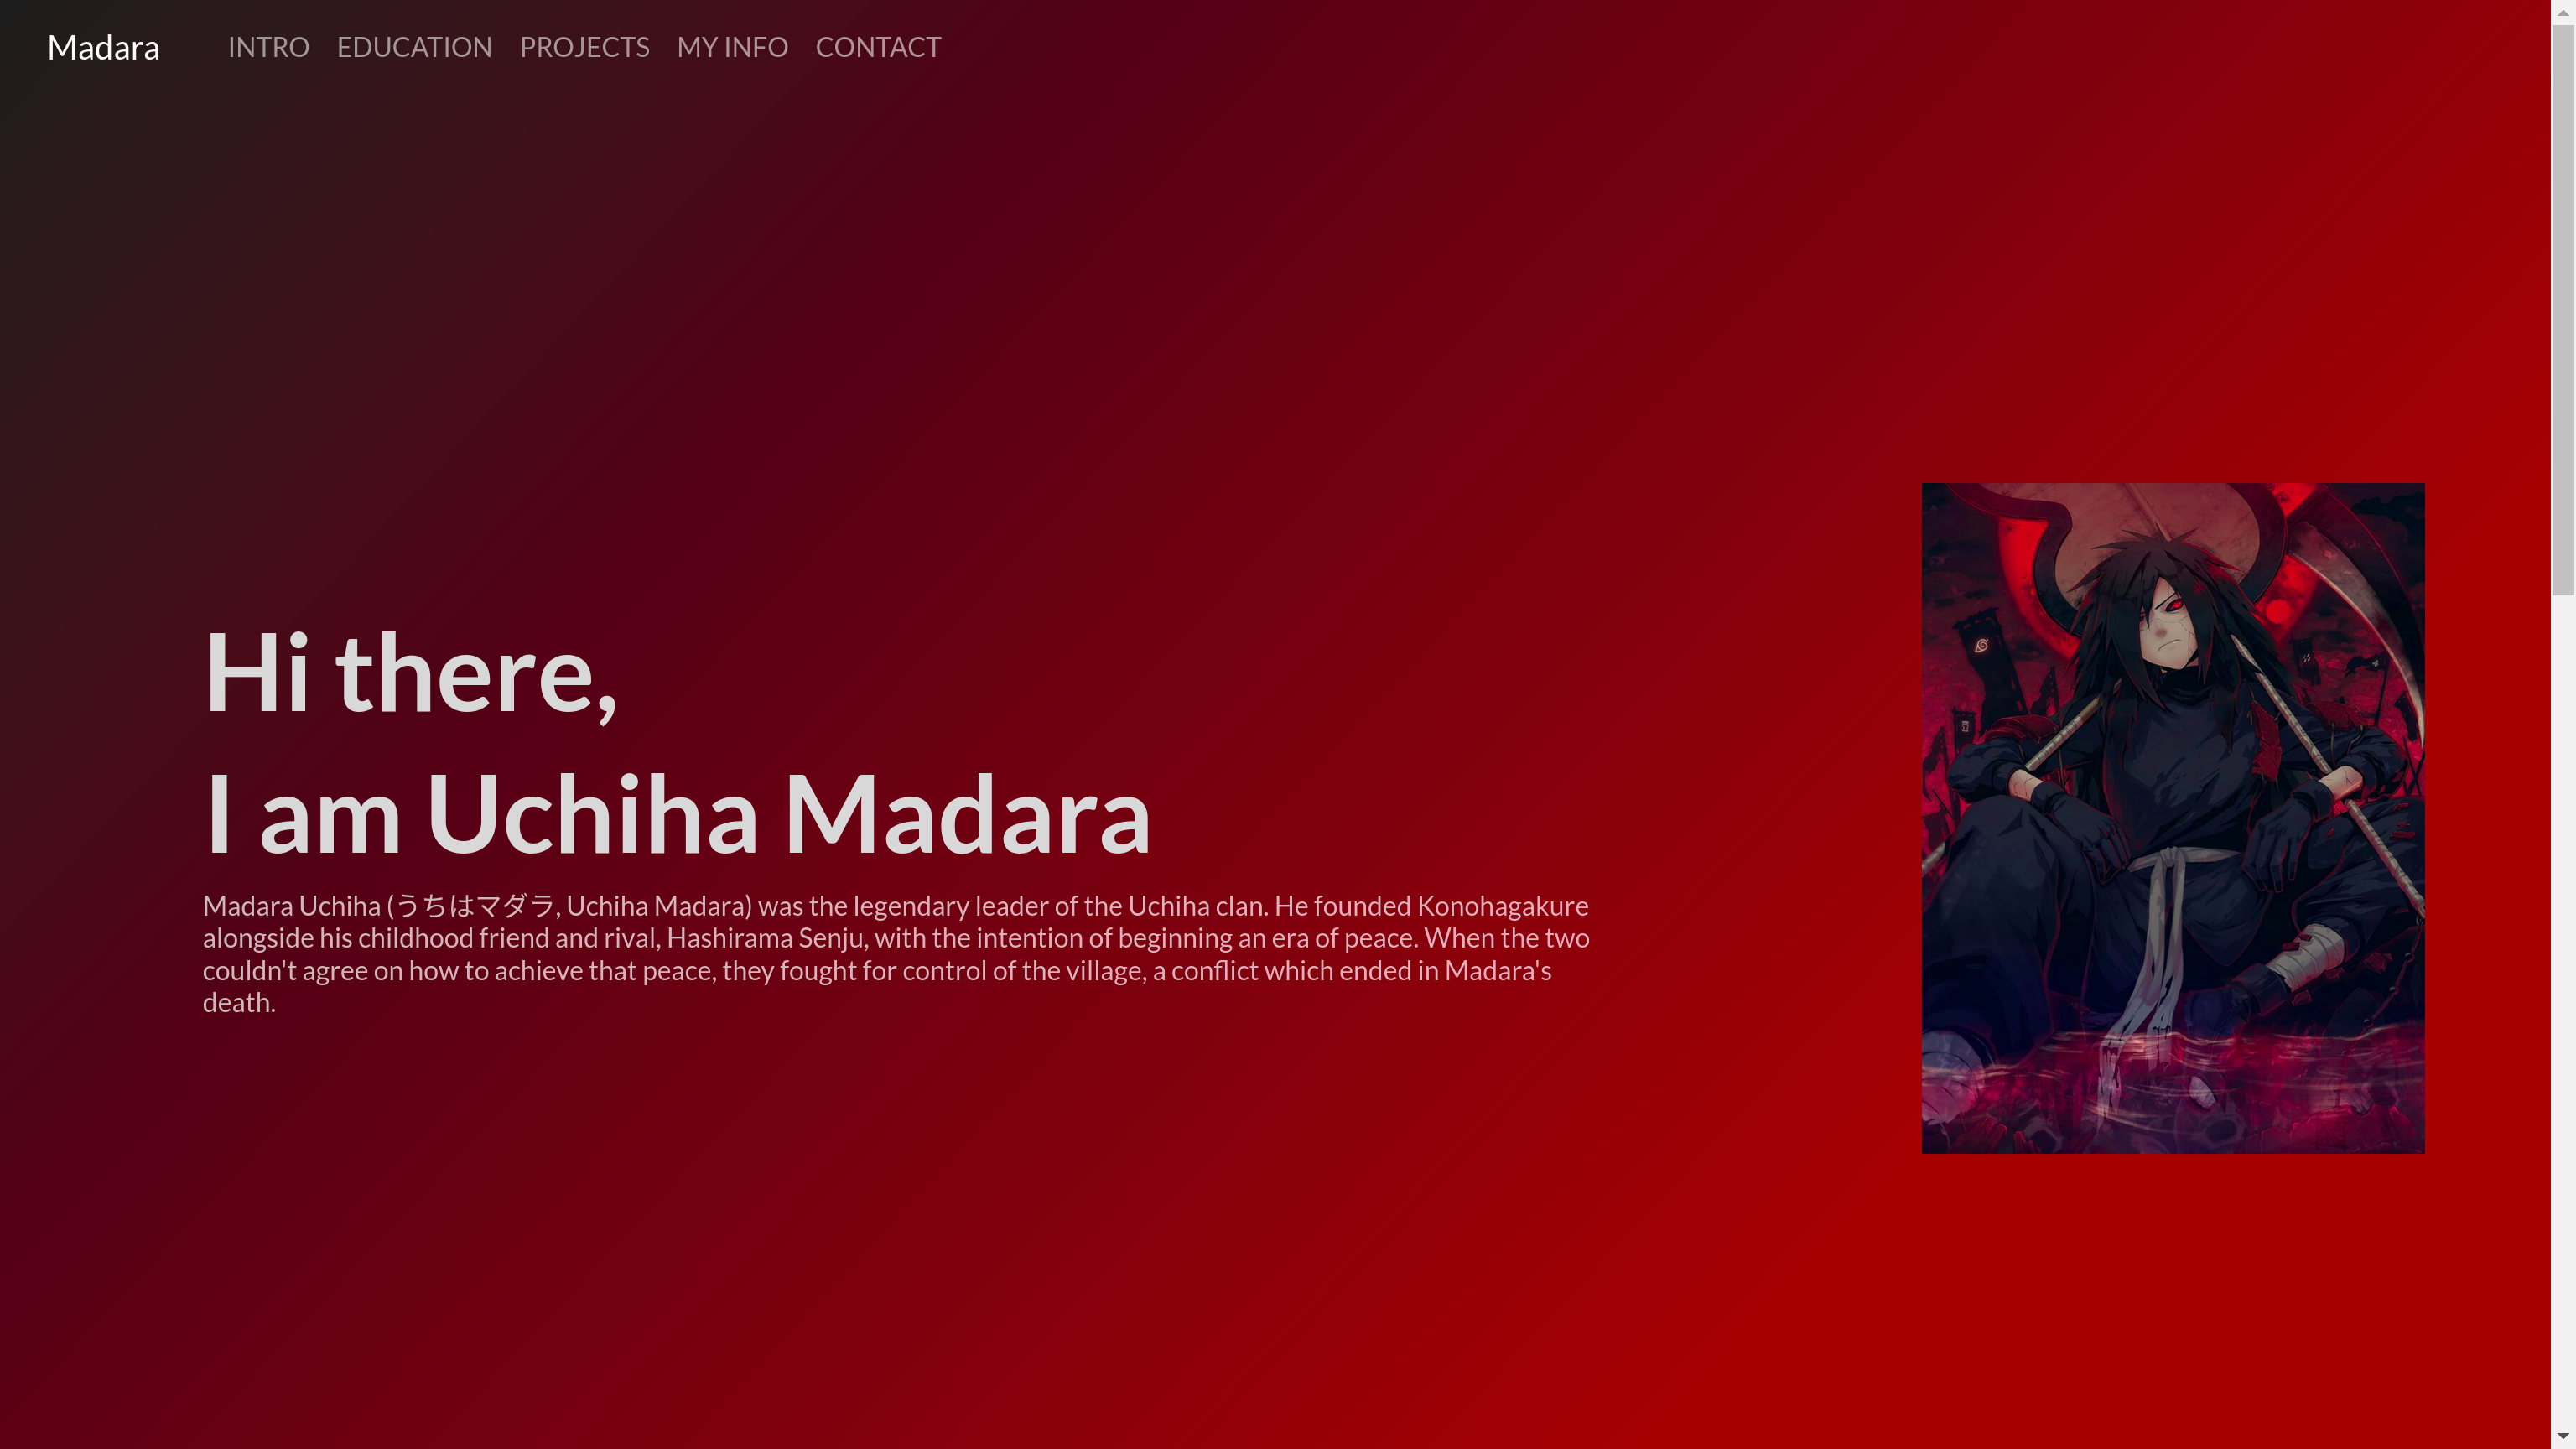 Madara INTRO EDUCATION PROJECTS MY INFO CONTACT
Hi there,
I am Uchiha Madara
Madara Uchiha (うちはマダラ, Uchiha Madara) was the legendary leader of the Uchiha clan. He founded Konohagakure
alongside his childhood friend and rival, Hashirama Senju, with the intention of beginning an era of peace. When the two
couldn't agree on how to achieve that peace, they fought for control of the village, a conflict which ended in Madara's
death.